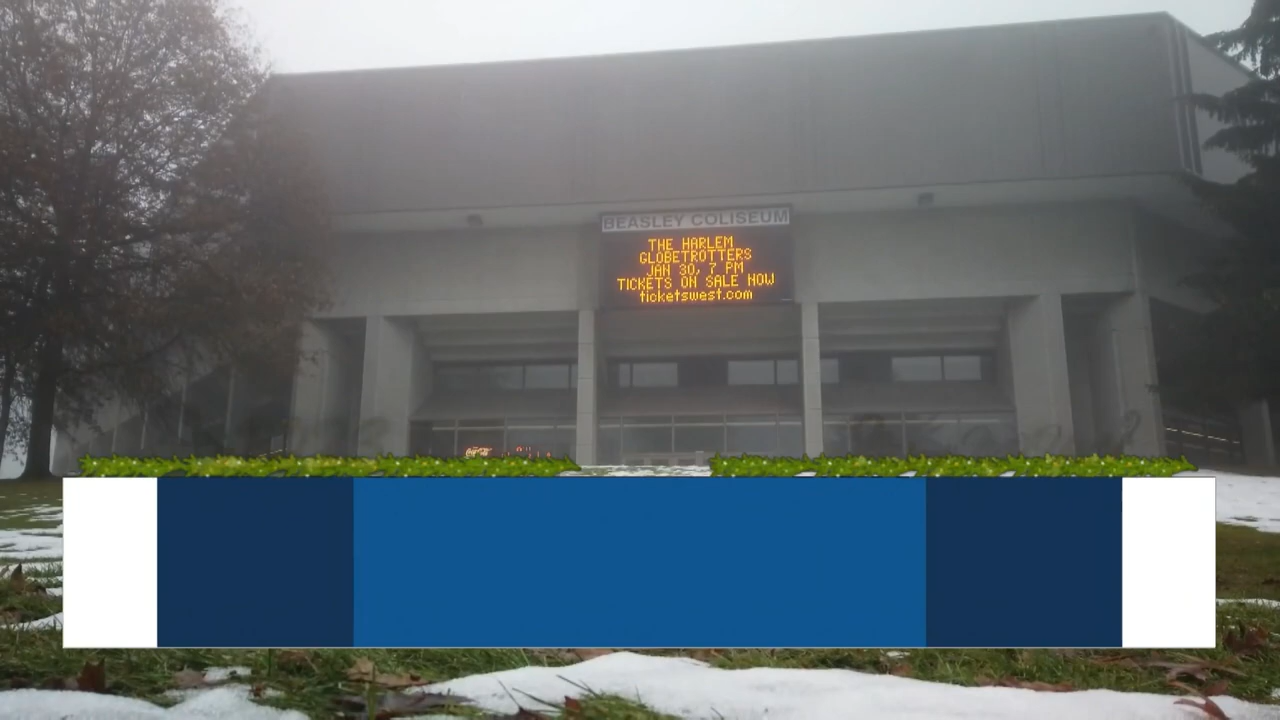 BEASLEY COLISEUM
THE HARLEM
GLOBETROTTERS
JAN 30, 7 PM
TICKETS ON SALE NOW
ticketswest.com